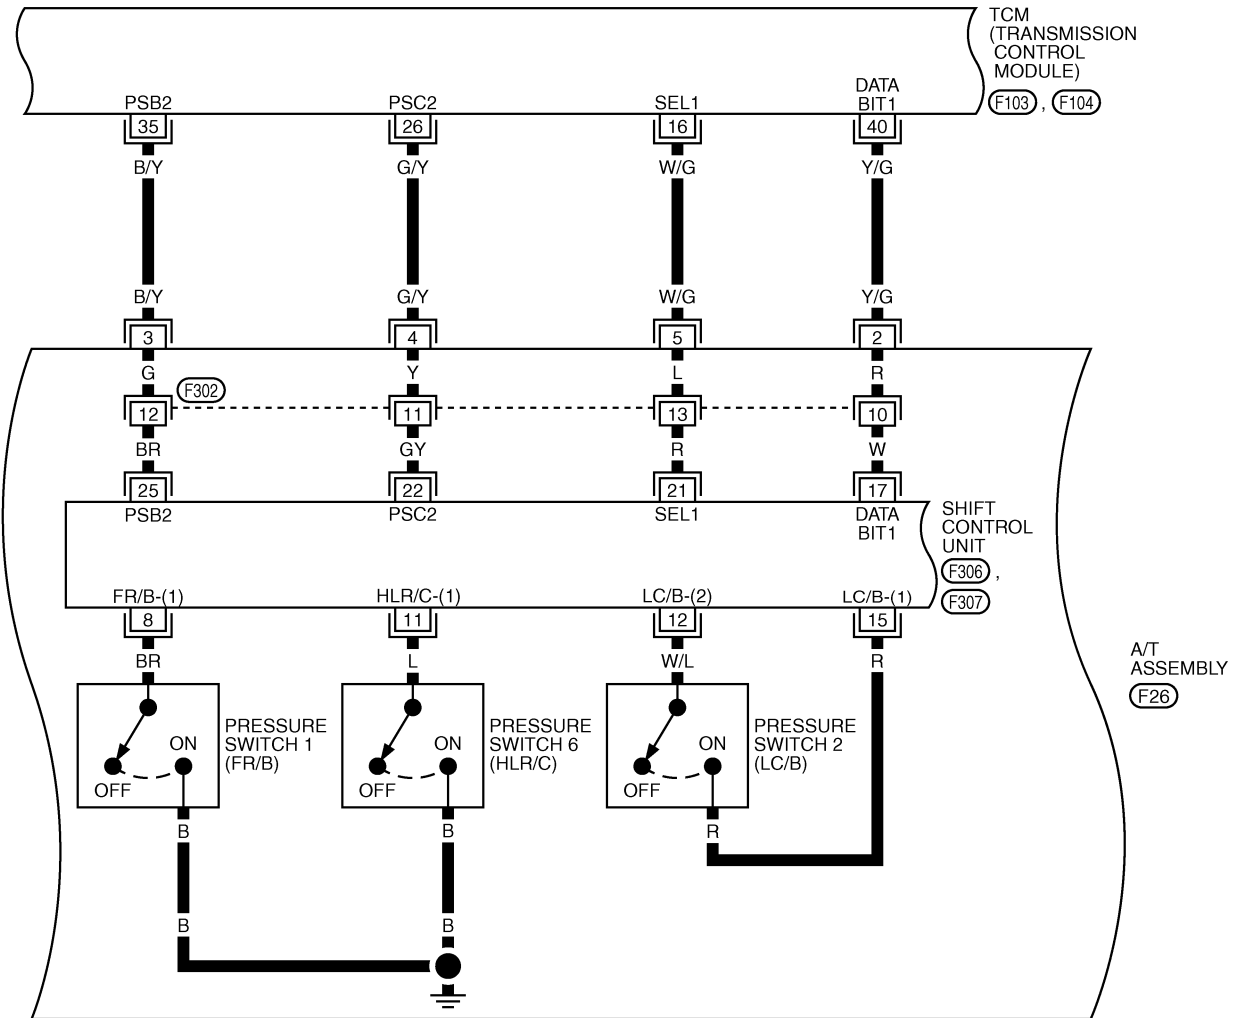 TCM
(TRANSMISSION
CONTROL
MODULE)
F103 , F104
PSB2 PSC2 SEL1 DATA
BIT1
35 26 16 40
B/Y G/Y W/G Y/G
B/Y G/Y W/G Y/G
3 4 5 2
G Y L R
F302
12 11 13 10
BR GY R W
25 22 21 17
PSB2 PSC2 SEL1 DATA
BIT1
SHIFT
CONTROL
UNIT
F306 ,
F307
FR/B-(1) HLR/C-(1) LC/B-(2) LC/B-(1)
8 11 12 15
BR L W/L R
A/T
ASSEMBLY
F26
PRESSURE
SWITCH 1
(FR/B)
ON
OFF
PRESSURE
SWITCH 6
(HLR/C)
ON
OFF
PRESSURE
SWITCH 2
(LC/B)
ON
OFF
B B R
B B